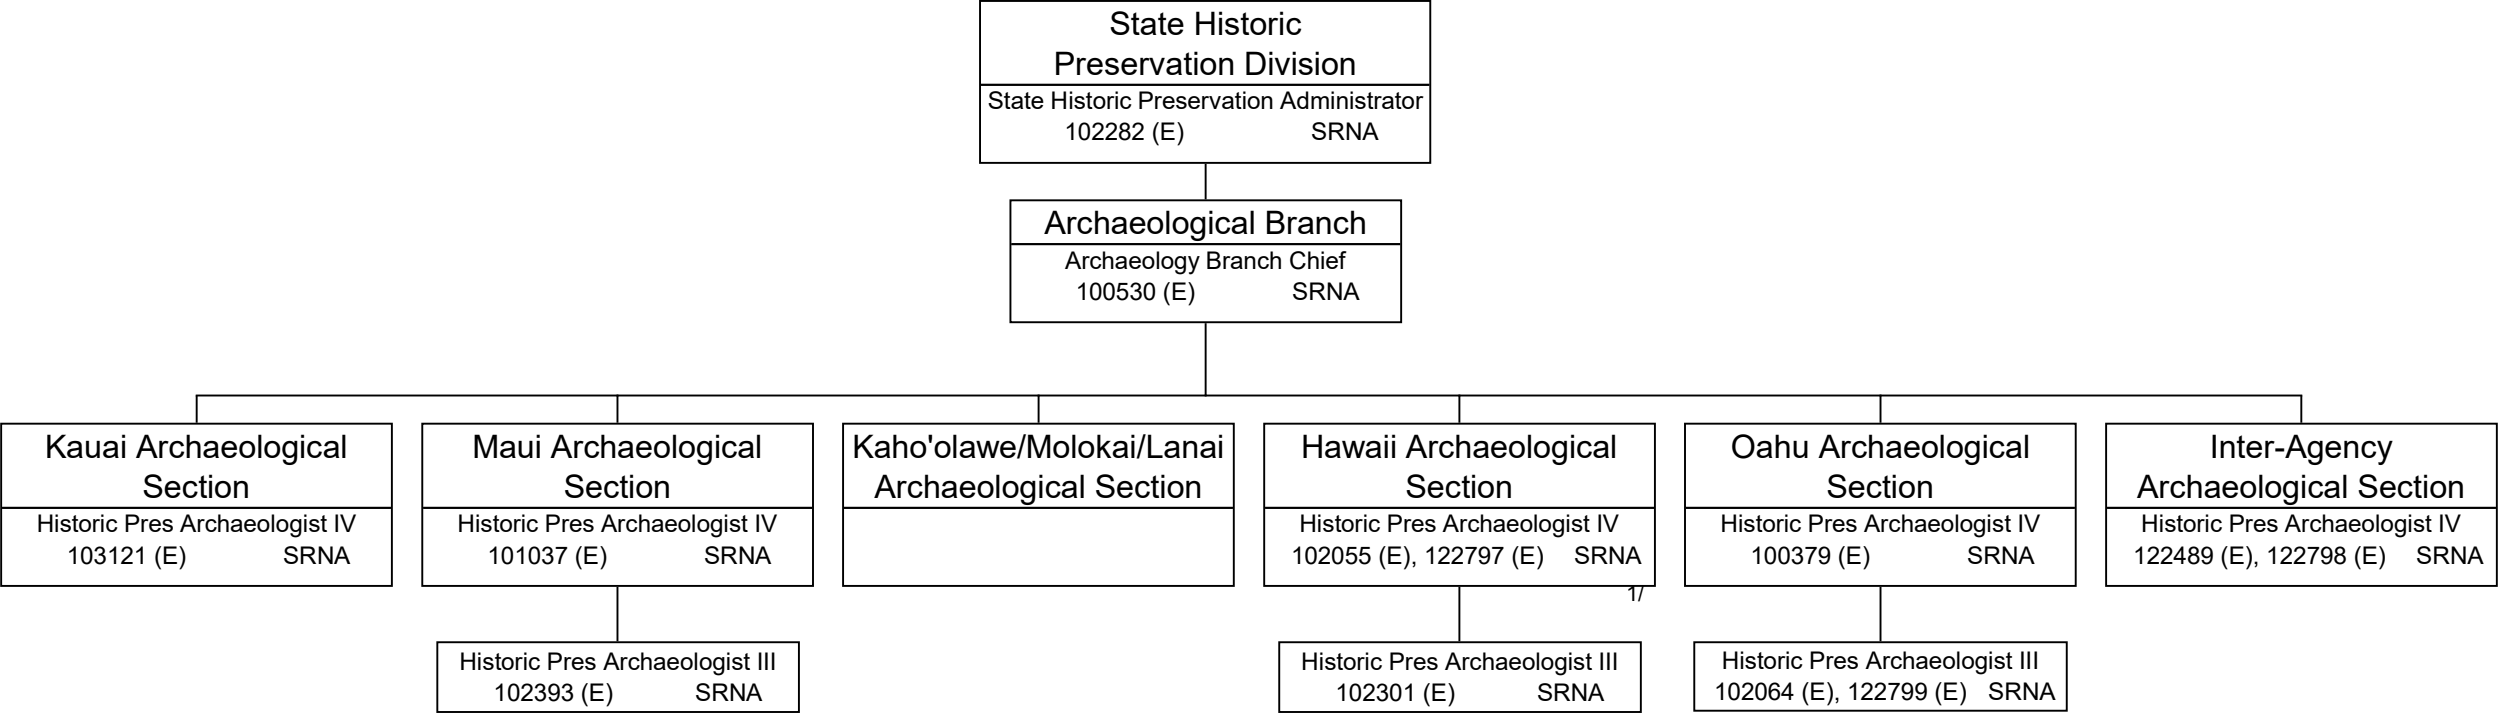 State Historic
Preservation Division
State Historic Preservation Administrator
102282 (E) SRNA
Archaeological Branch
Archaeology Branch Chief
100530 (E) SRNA
Kauai Archaeological
Section
Historic Pres Archaeologist IV
103121 (E) SRNA
Maui Archaeological
Section
Historic Pres Archaeologist IV
101037 (E) SRNA
Historic Pres Archaeologist III
102393 (E) SRNA
Kaho'olawe/Molokai/Lanai
Archaeological Section
Hawaii Archaeological
Section
Historic Pres Archaeologist IV
102055 (E), 122797 (E) SRNA
1/
Historic Pres Archaeologist III
102301 (E) SRNA
Oahu Archaeological
Section
Historic Pres Archaeologist IV
100379 (E) SRNA
Historic Pres Archaeologist III
102064 (E), 122799 (E) SRNA
Inter-Agency
Archaeological Section
Historic Pres Archaeologist IV
122489 (E), 122798 (E) SRNA